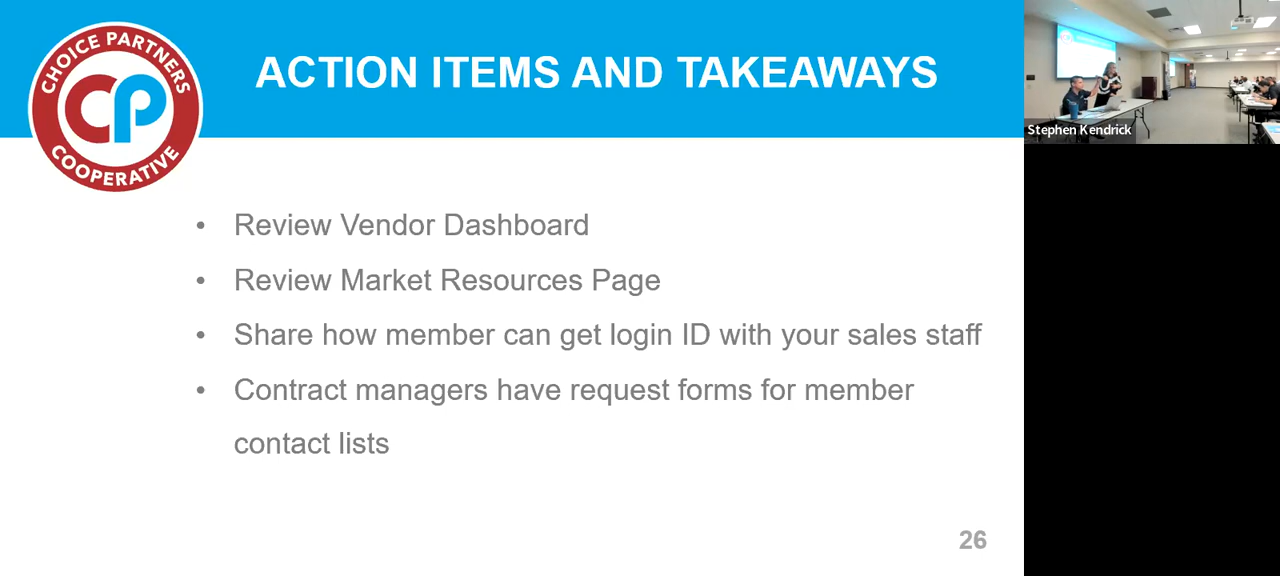 CHOICE PARTNERS
CP
COOPERATIVE
ACTION ITEMS AND TAKEAWAYS
Stephen Kendrick
• Review Vendor Dashboard
• Review Market Resources Page
• Share how member can get login ID with your sales staff
• Contract managers have request forms for member
contact lists
26